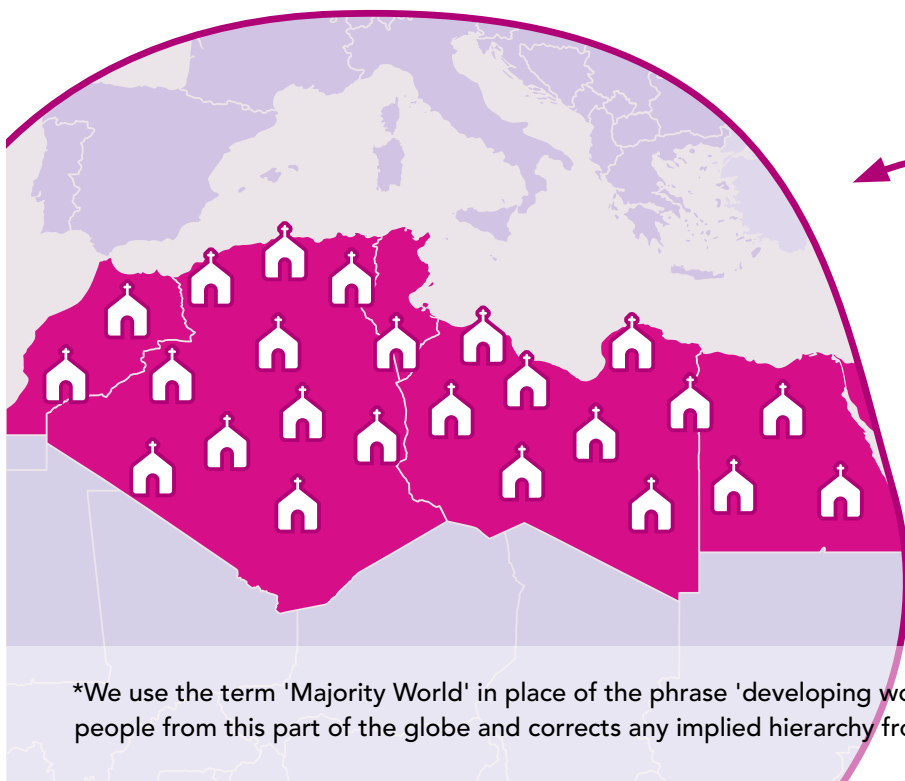 *We use the term 'Majority World' in place of the phrase 'developing wo
people from this part of the globe and corrects any implied hierarchy fro